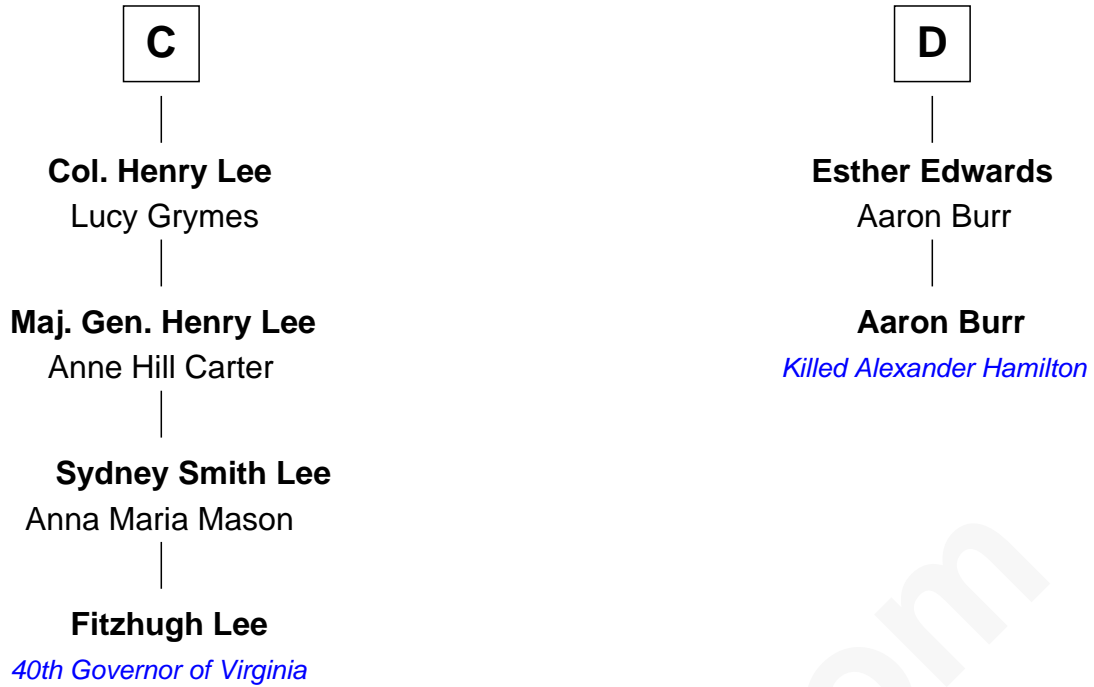 C
Col. Henry Lee
Lucy Grymes
Maj. Gen. Henry Lee
Anne Hill Carter
Sydney Smith Lee
Anna Maria Mason
Fitzhugh Lee
40th Governor of Virginia
D
Esther Edwards
Aaron Burr
Aaron Burr
Killed Alexander Hamilton
om